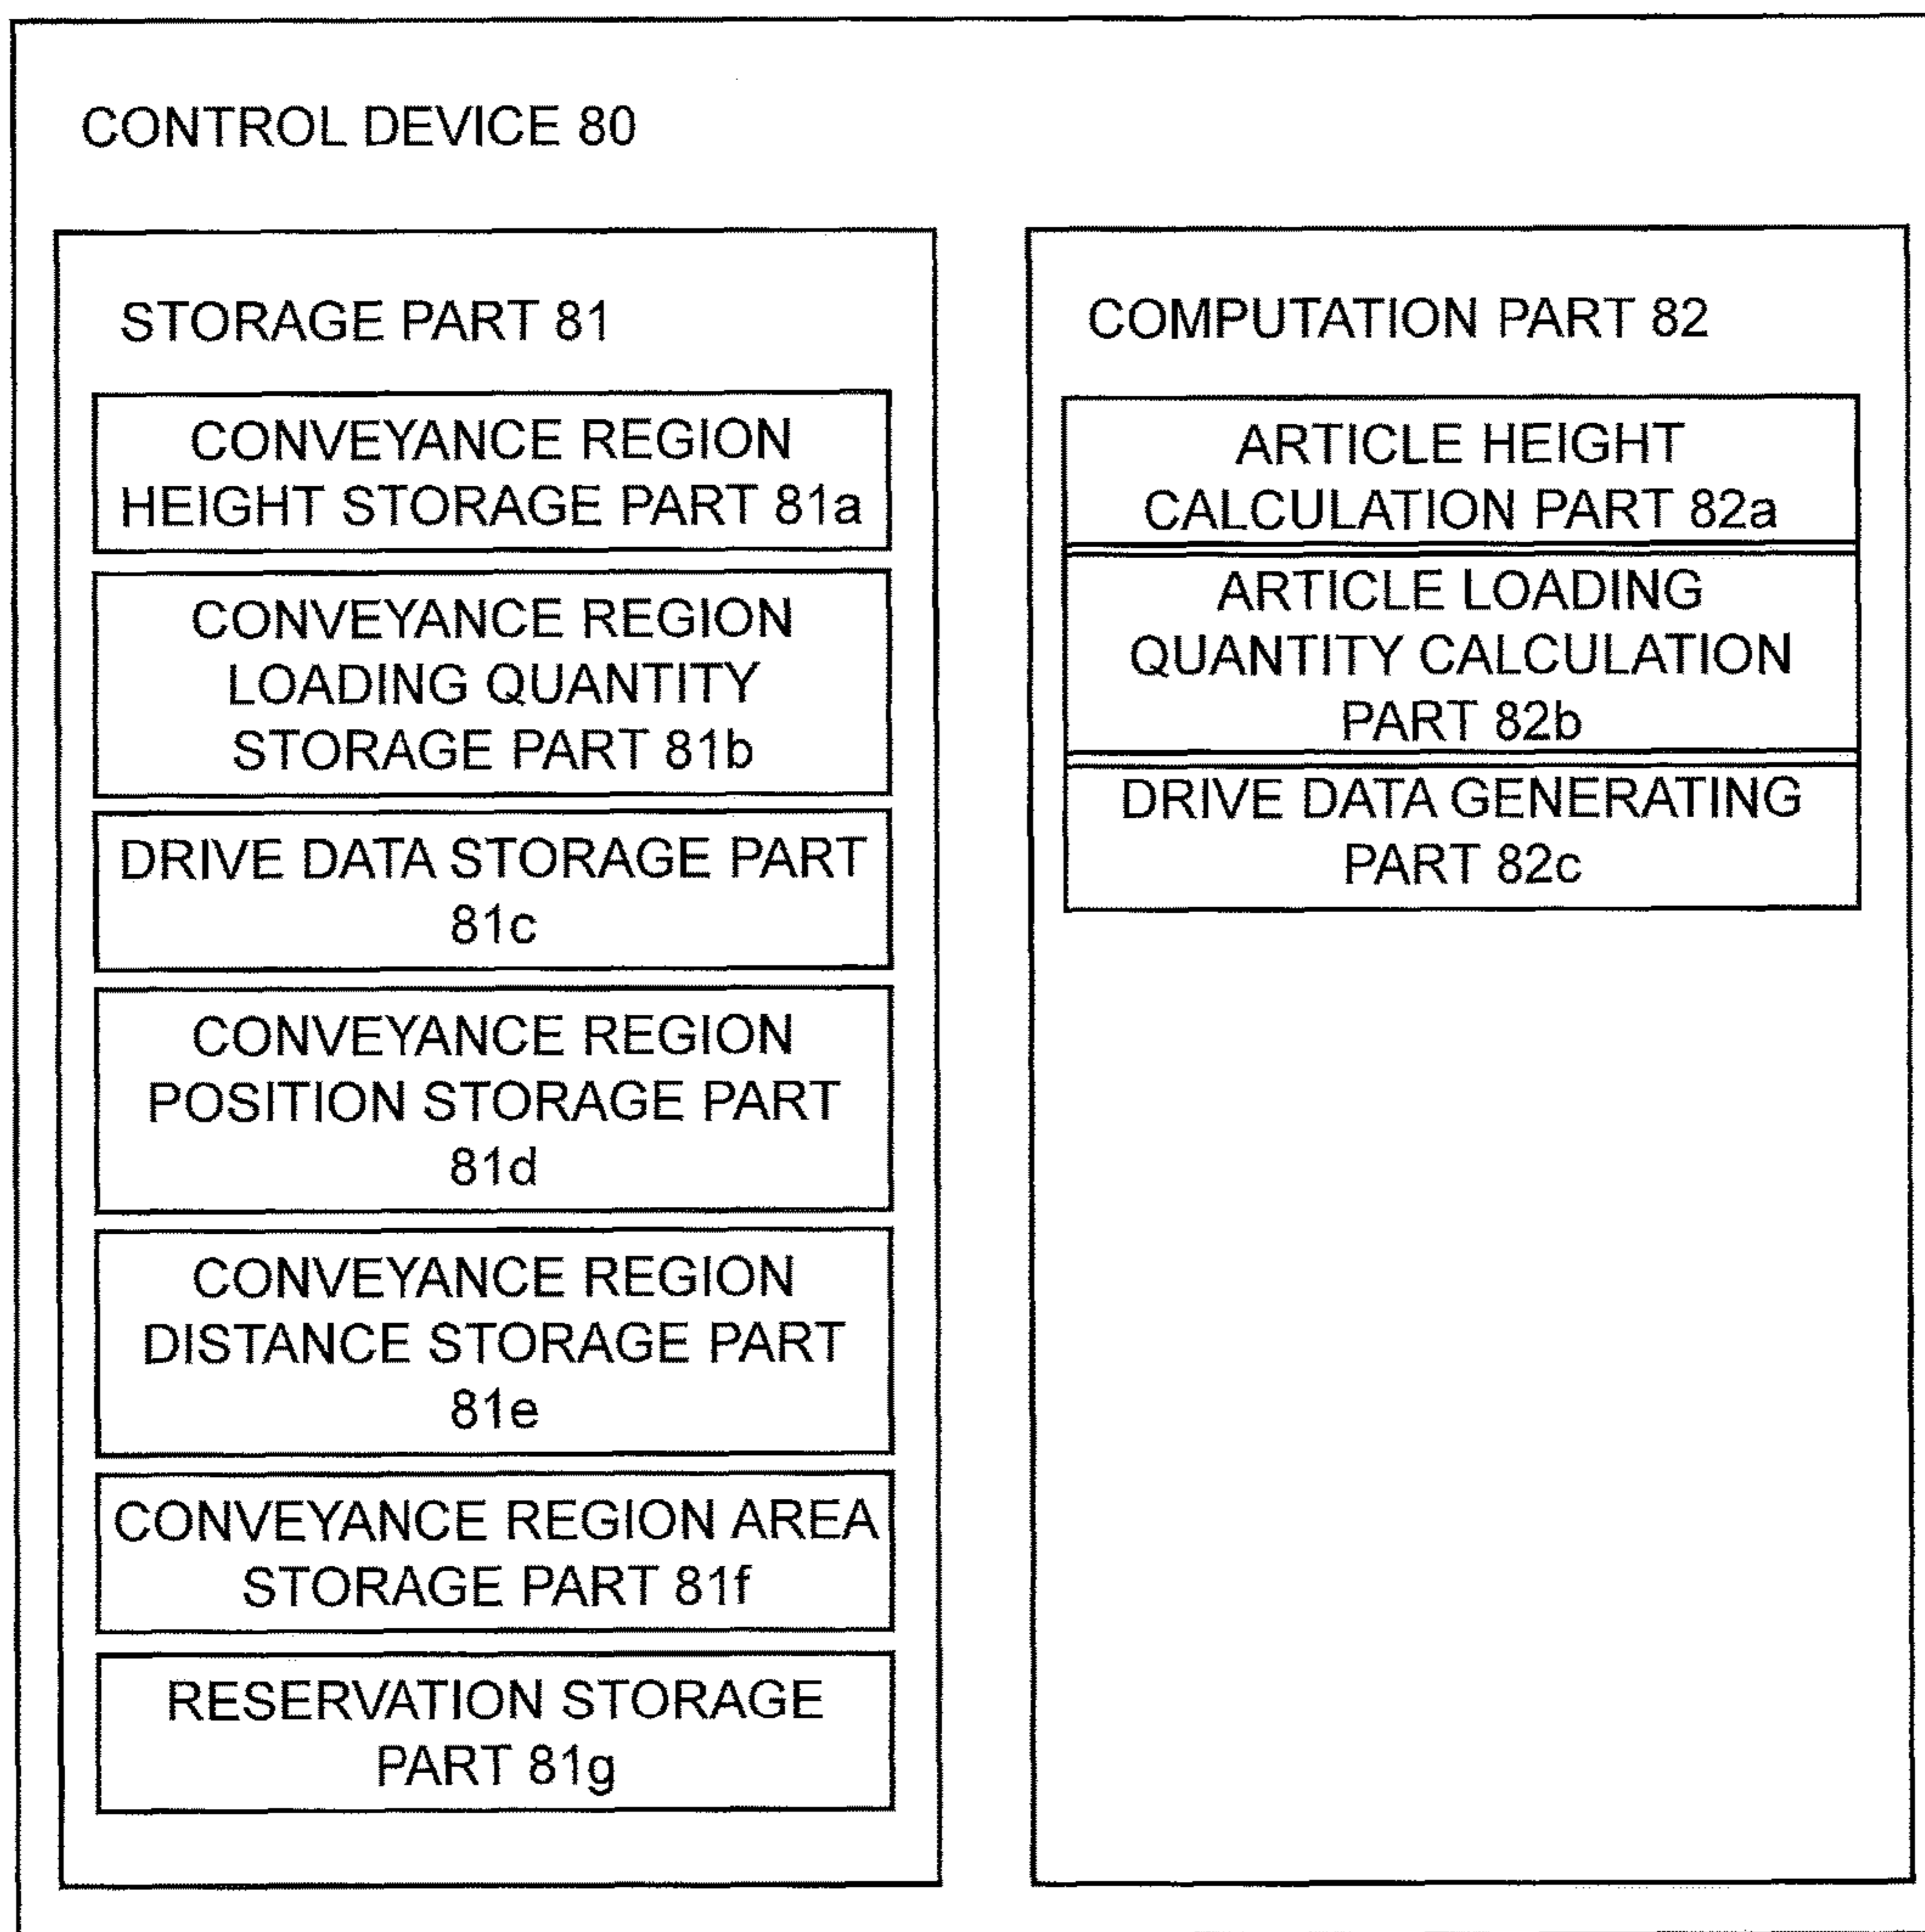 CONTROL DEVICE 80
STORAGE PART 81
CONVEYANCE REGION
HEIGHT STORAGE PART 81a
CONVEYANCE REGION
LOADING QUANTITY
STORAGE PART 81b
DRIVE DATA STORAGE PART
81c
CONVEYANCE REGION
POSITION STORAGE PART
81d
CONVEYANCE REGION
DISTANCE STORAGE PART
81e
CONVEYANCE REGION AREA
STORAGE PART 81f
RESERVATION STORAGE
PART 81g
COMPUTATION PART 82
ARTICLE HEIGHT
CALCULATION PART 82a
ARTICLE LOADING
QUANTITY CALCULATION
PART 82b
DRIVE DATA GENERATING
PART 82c